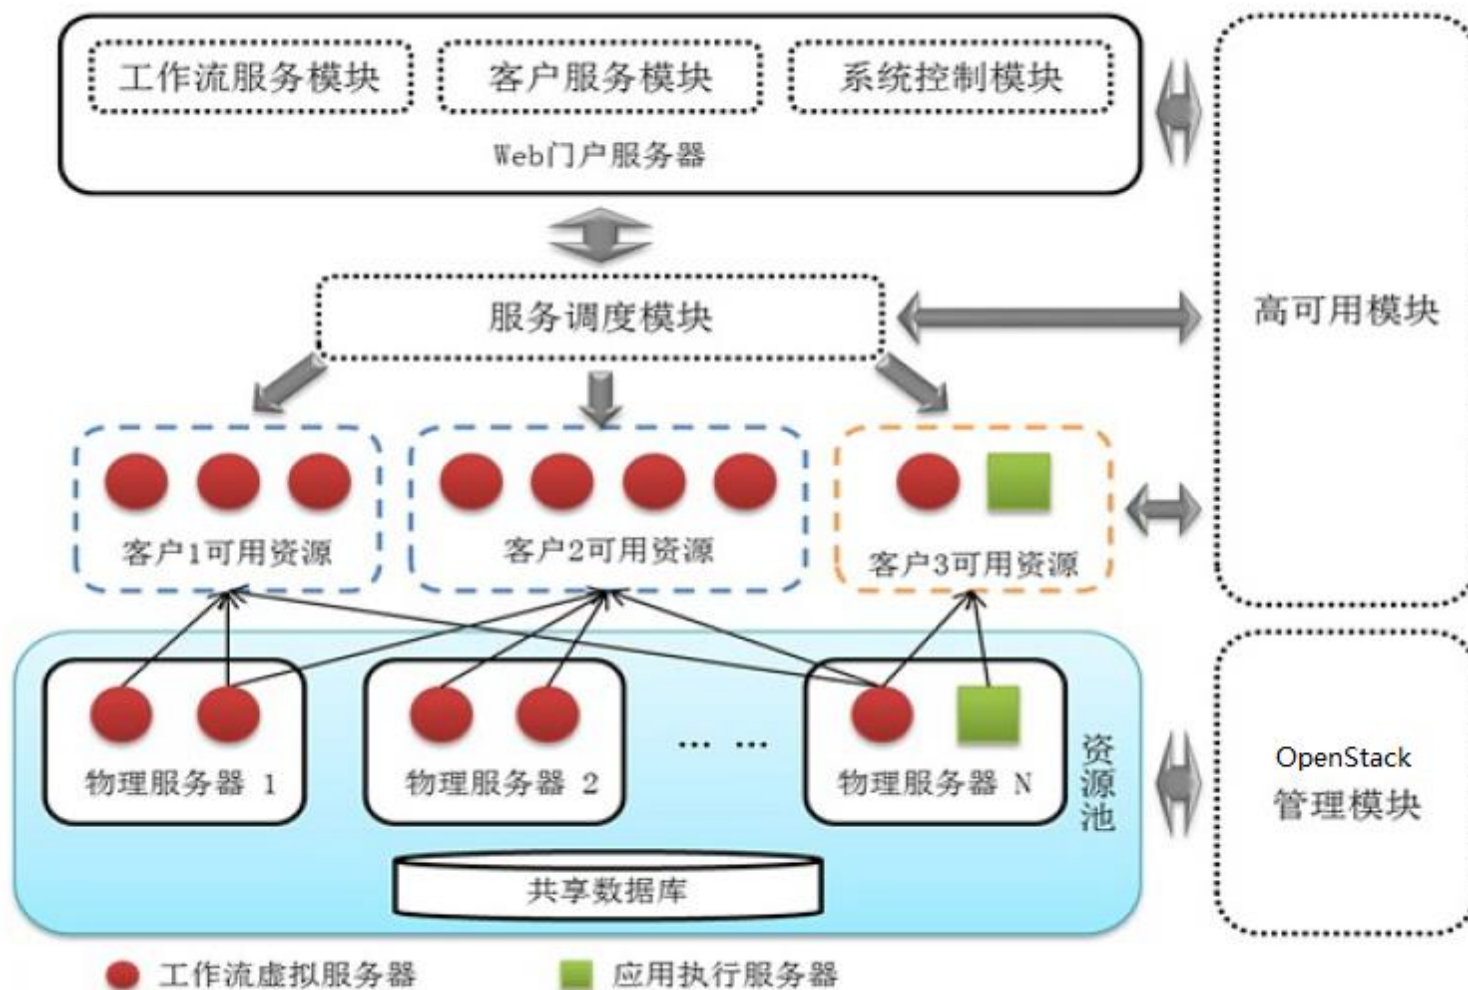 工作流服务模块
客户服务模块
系统控制模块
Web门户服务器
服务调度模块
高可用模块
客户1可用资源
客户2可用资源
客户3可用资源
物理服务器 1
物理服务器 2
... ...
物理服务器 N
资源池
OpenStack
管理模块
共享数据库
工作流虚拟服务器
应用执行服务器